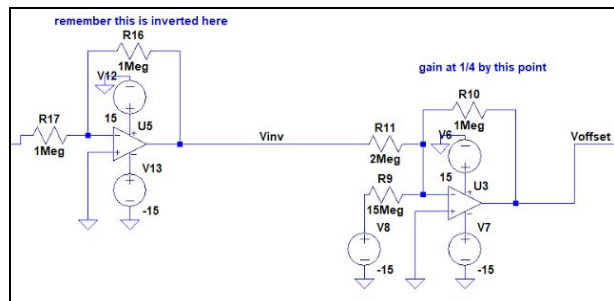 remember this is inverted here
R16
1Meg
V12
gain at 1/4 by this point
R10
1Meg
15
U5
R17
1Meg
Vinv
R11
2Meg
V6
Voffset
V13
-15
R9
15Meg
15
U3
V8
-15
V7
-15